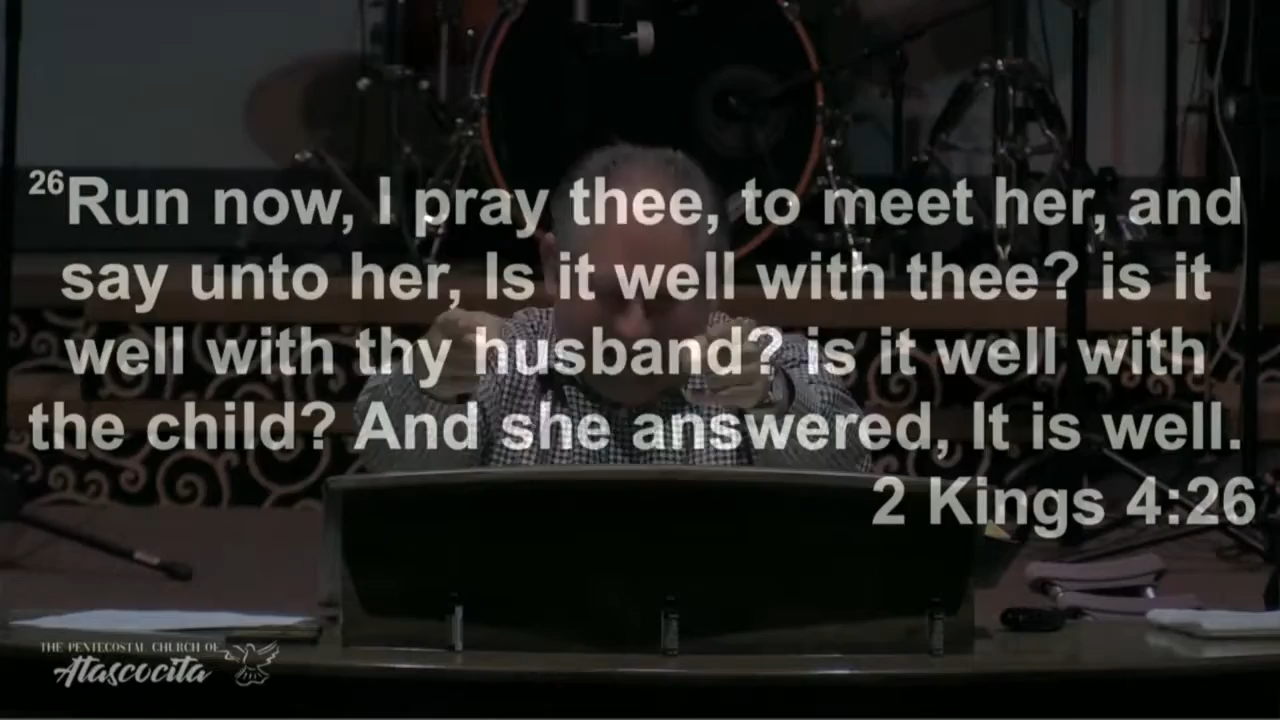 26Run now, I pray thee, to meet her, and
say unto her, Is it well with thee? is it
well with thy husband? is it well with
the child? And she answered, It is well.
2 Kings 4:26
THE PENTECOSTAL CHURCH OF
Atascocita